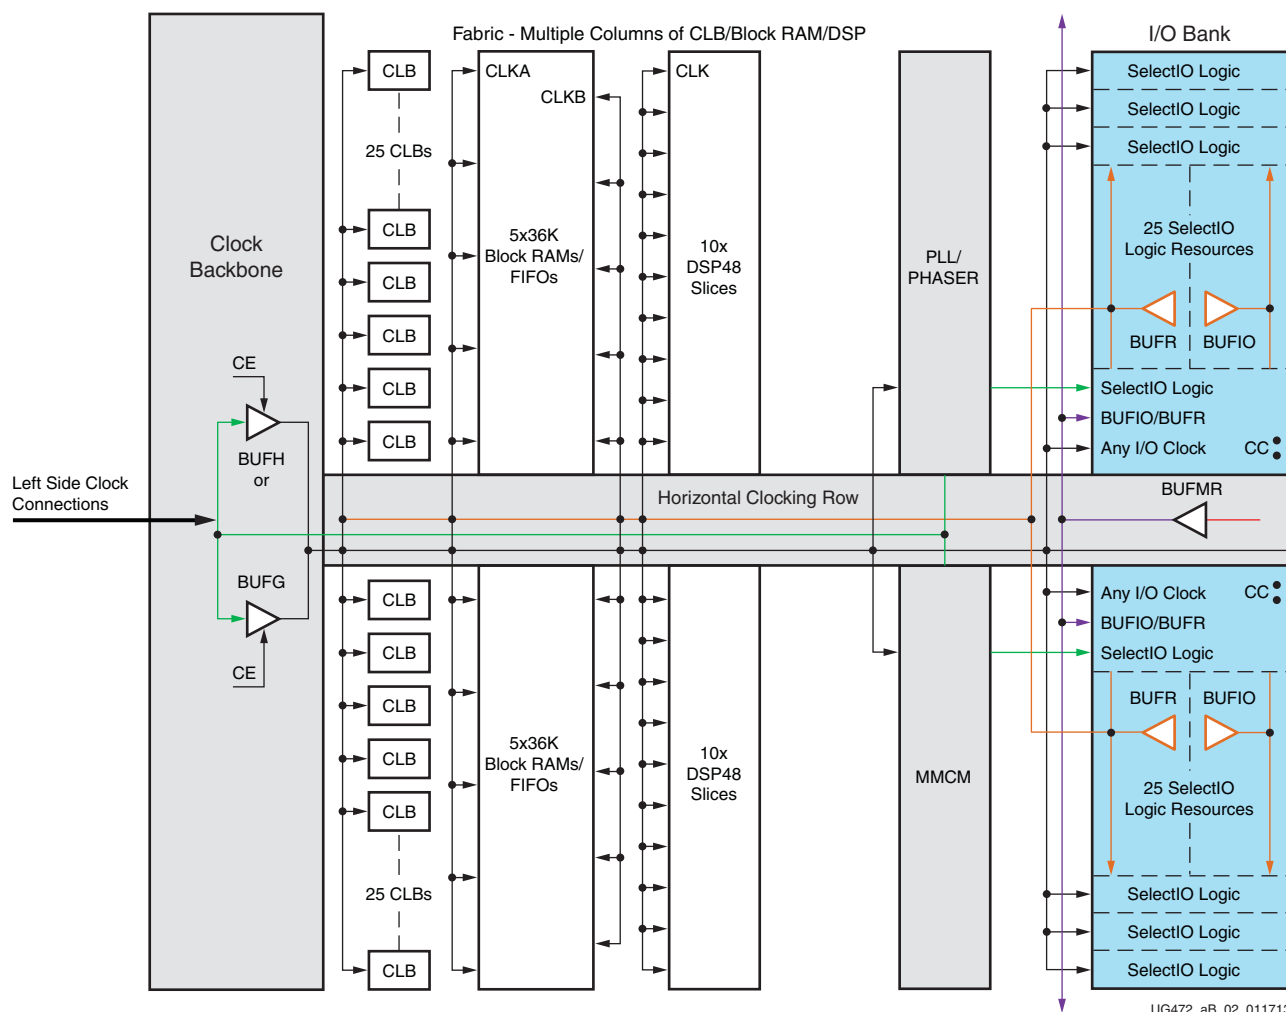 Fabric - Multiple Columns of CLB/Block RAM/DSP
I/O Bank
CLB
CLKA
CLKB
CLK
SelectIO Logic
SelectIO Logic
SelectIO Logic
25 CLBs
CLB
CLB
CLB
CLB
CLB
Clock
Backbone
5x36K
Block RAMs/
FIFOs
10x
DSP48
Slices
PLL/
PHASER
25 SelectIO
Logic Resources
BUFR
BUFIO
SelectIO Logic
BUFIO/BUFR
Any I/O Clock
CC
CE
BUFH
or
BUFG
CE
Left Side Clock
Connections
Horizontal Clocking Row
BUFMR
CLB
CLB
CLB
CLB
CLB
25 CLBs
CLB
5x36K
Block RAMs/
FIFOs
10x
DSP48
Slices
MMCM
Any I/O Clock
CC
BUFIO/BUFR
SelectIO Logic
BUFR
BUFIO
25 SelectIO
Logic Resources
SelectIO Logic
SelectIO Logic
SelectIO Logic
UG472_aB_02_011713